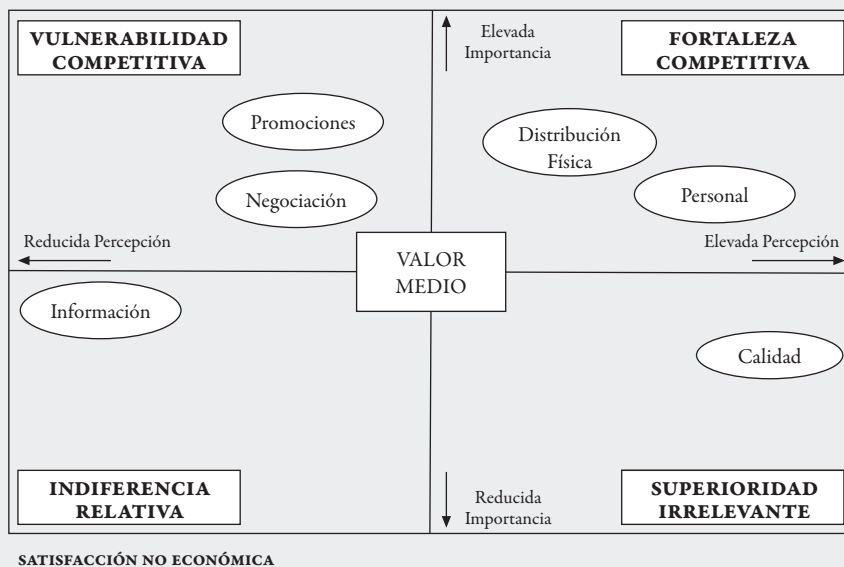 VULNERABILIDAD
COMPETITIVA
Elevada
Importancia
FORTALEZA
COMPETITIVA
Promociones
Distribución
Física
Negociación
Personal
Reducida Percepción
VALOR
MEDIO
Elevada Percepción
Información
Calidad
INDIFERENCIA
RELATIVA
Reducida
Importancia
SUPERIORIDAD
IRRELEVANTE
SATISFACCIÓN NO ECONÓMICA